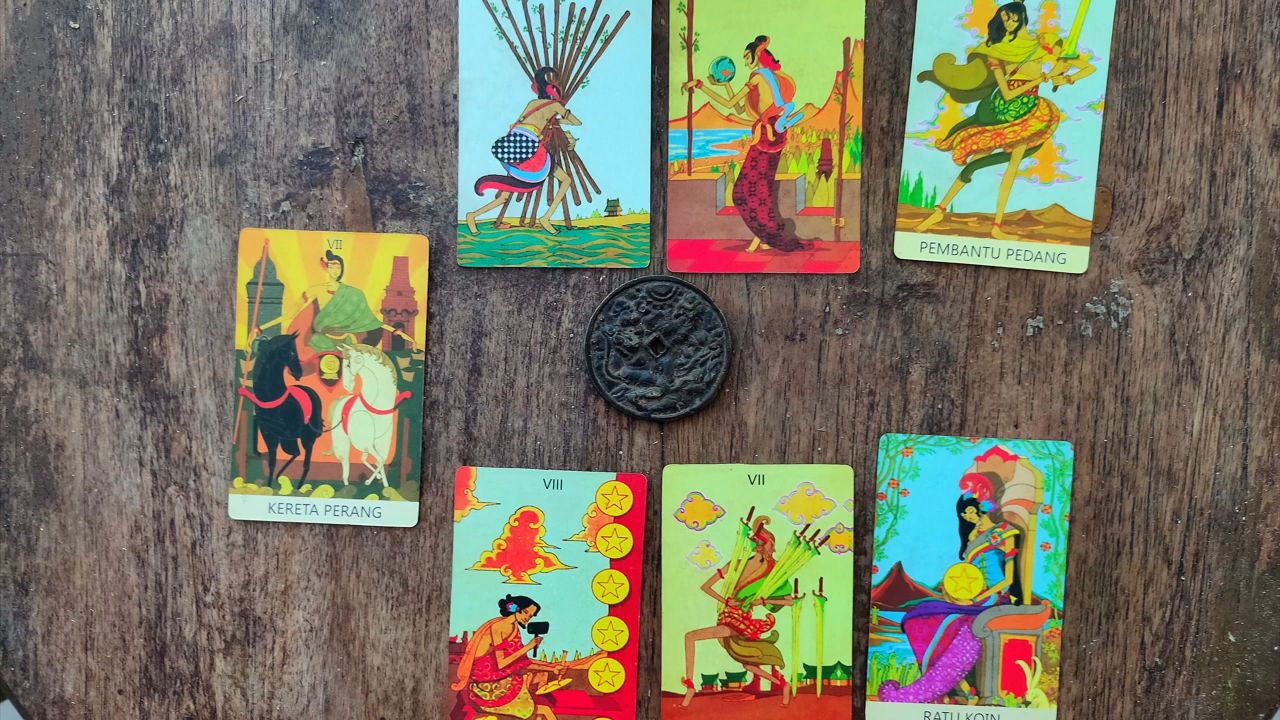 PEMBANTU PEDANG
VII
KERETA PERANG
VIII
VII
RATU KOIN